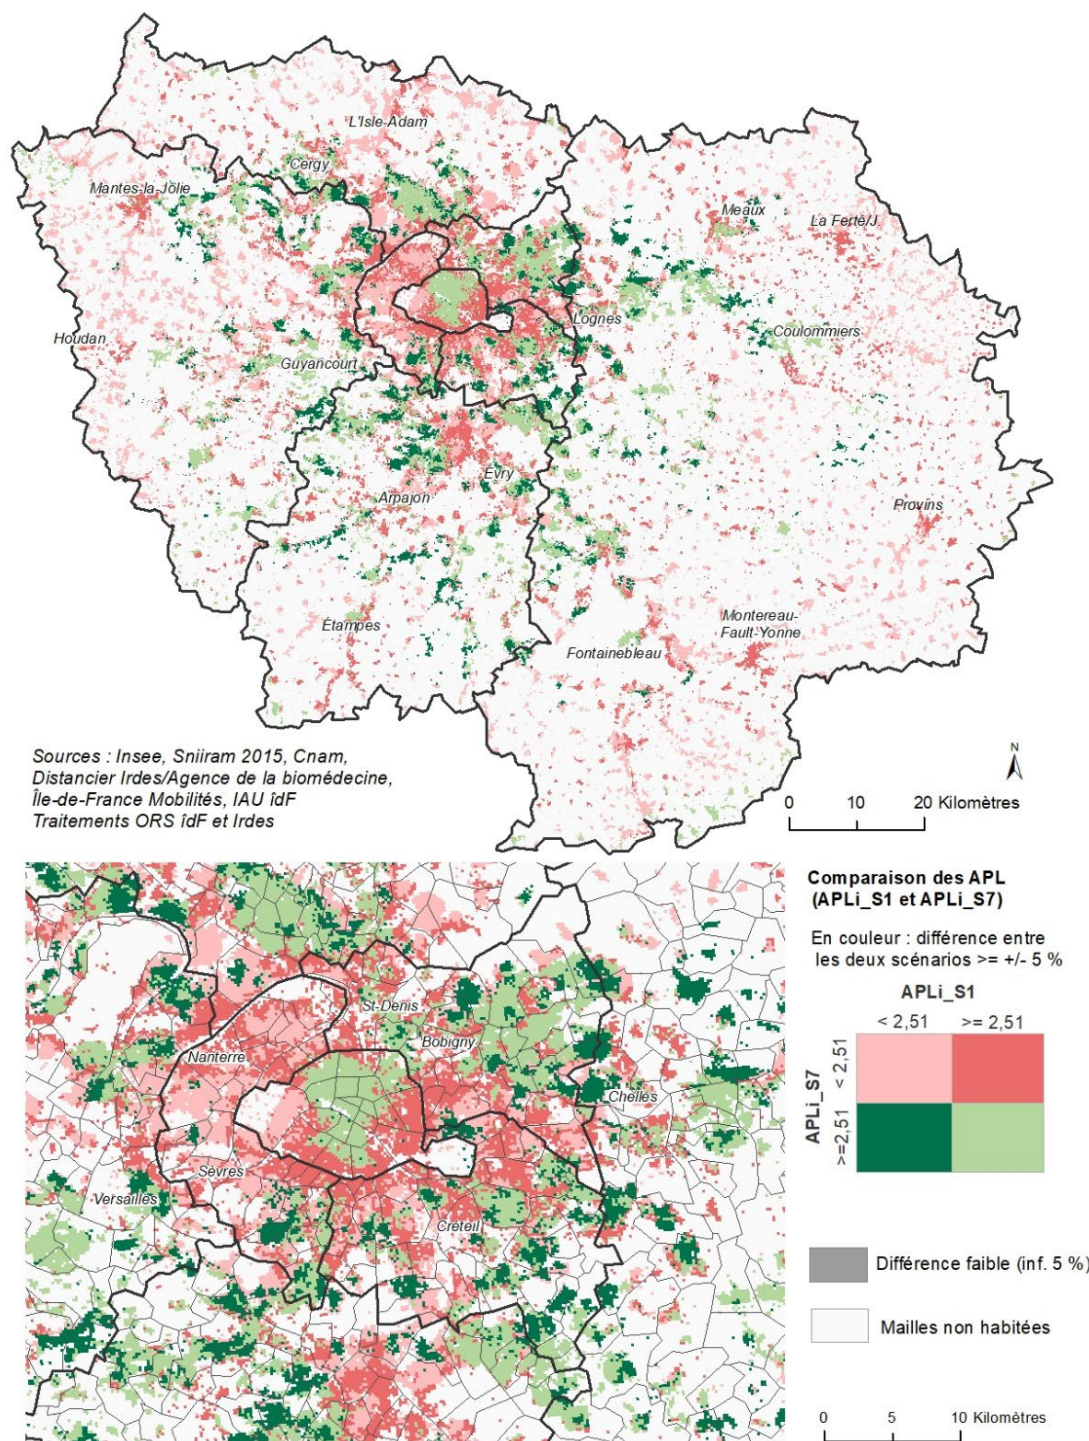 L'Isle-Adam
Cergy
Mantes-la-Jolie
Meaux
La Ferté/J.
Lognes
Houdan
Coulommiers
Guyancourt
Evry
Arpajon
Provins
Étampes
Montereau-
Fault-Yonne
Fontainebleau
Sources : Insee, Sniiram 2015, Cnam,
Distancier Irdes/Agence de la biomédecine,
Île-de-France Mobilités, IAU îdF
Traitements ORS îdF et Irdes
N
0 10 20 Kilomètres
St-Denis
Bobigny
Nanterre
Chelles
Sèvres
Versailles
Créteil
Comparaison des APL
(APLi_S1 et APLi_S7)
En couleur : différence entre
les deux scénarios >= +/- 5 %
APLi_S1
< 2,51 >= 2,51
APLi_S7
< 2,51
>=2,51
Différence faible (inf. 5 %)
Mailles non habitées
0 5 10 Kilomètres